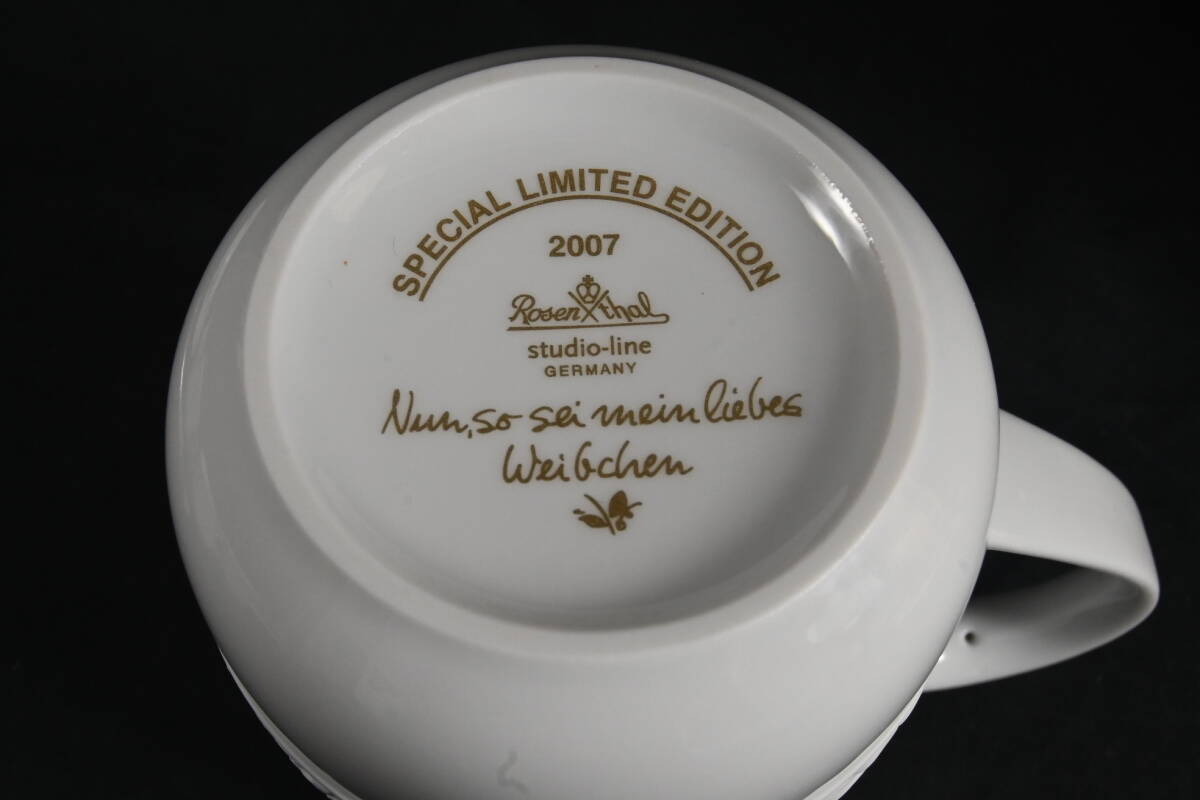 SPECIAL LIMITED EDITION
2007
Rosenthal
studio-line
GERMANY
Nun, so sei mein liebes
Weibchen